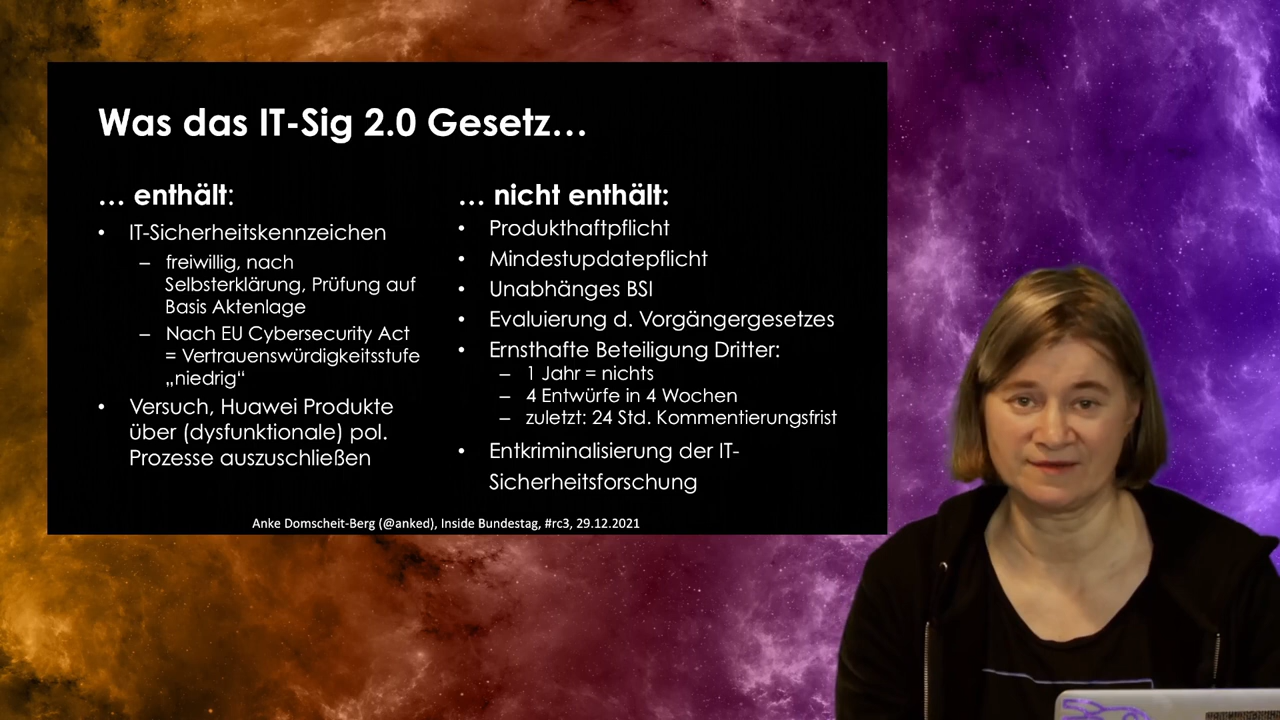 Was das IT-Sig 2.0 Gesetz…
… enthält:
• IT-Sicherheitskennzeichen
– freiwillig, nach
Selbsterklärung, Prüfung auf
Basis Aktenlage
– Nach EU Cybersecurity Act
= Vertrauenswürdigkeitsstufe
„niedrig“
• Versuch, Huawei Produkte
über (dysfunktionale) pol.
Prozesse auszuschließen
… nicht enthält:
• Produkthaftpflicht
• Mindestupdatepflicht
• Unabhänges BSI
• Evaluierung d. Vorgängergesetzes
• Ernsthafte Beteiligung Dritter:
– 1 Jahr = nichts
– 4 Entwürfe in 4 Wochen
– zuletzt: 24 Std. Kommentierungsfrist
• Entkriminalisierung der IT-
Sicherheitsforschung
Anke Domscheit-Berg (@anked), Inside Bundestag, #rc3, 29.12.2021